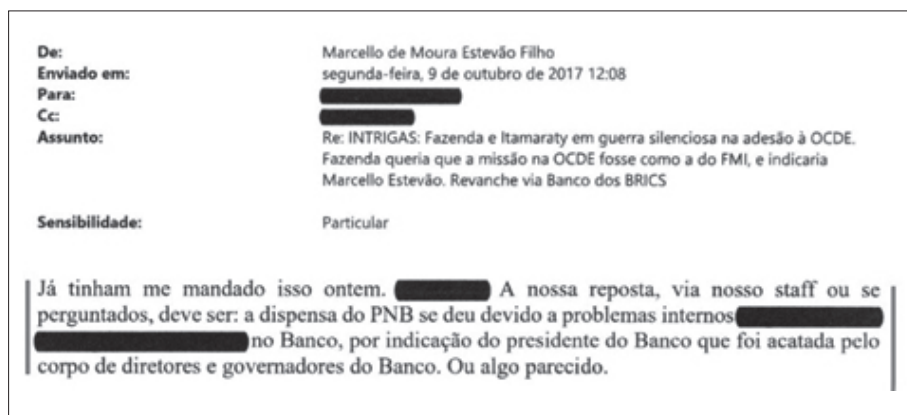 De: Marcello de Moura Estevão Filho
Enviado em: segunda-feira, 9 de outubro de 2017 12:08
Para:
Cc:
Assunto: Re: INTRIGAS: Fazenda e Itamaraty em guerra silenciosa na adesão à OCDE.
Fazenda queria que a missão na OCDE fosse como a do FMI, e indicaria
Marcello Estevão. Revanche via Banco dos BRICS
Sensibilidade: Particular
Já tinham me mandado isso ontem. A nossa reposta, via nosso staff ou se
perguntados, deve ser: a dispensa do PNB se deu devido a problemas internos
no Banco, por indicação do presidente do Banco que foi acatada pelo
corpo de diretores e governadores do Banco. Ou algo parecido.